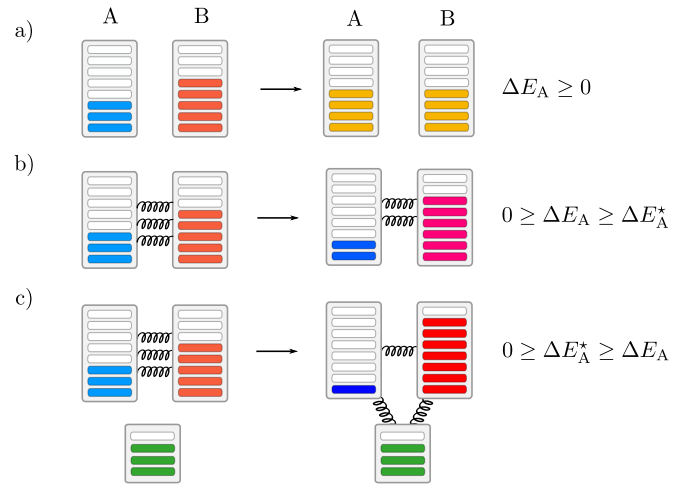 A B A B
a) ΔE_A ≥ 0
b) 0 ≥ ΔE_A ≥ ΔE_A^⋆
c) 0 ≥ ΔE_A^⋆ ≥ ΔE_A